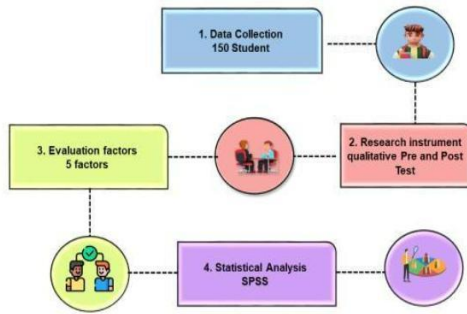 1. Data Collection
150 Student
2. Research instrument
qualitative Pre and Post
Test
3. Evaluation factors
5 factors
4. Statistical Analysis
SPSS